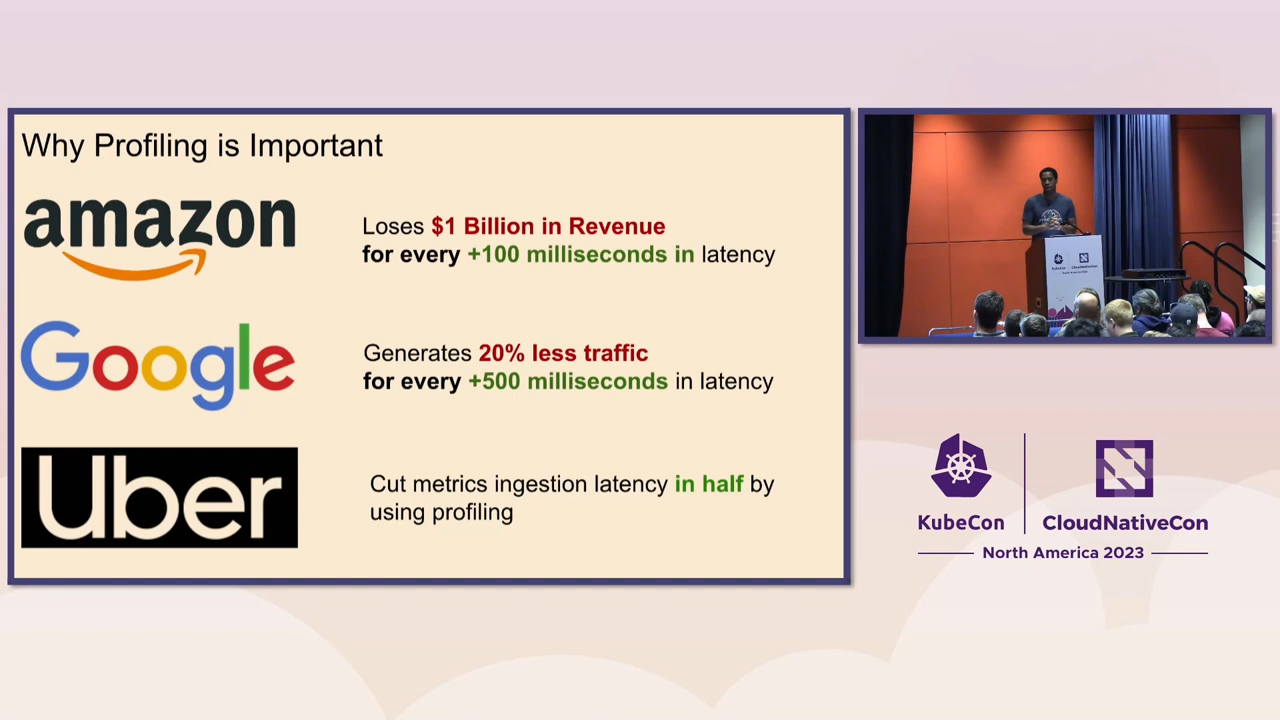 Why Profiling is Important
amazon
Loses $1 Billion in Revenue
for every +100 milliseconds in latency
Google
Generates 20% less traffic
for every +500 milliseconds in latency
Uber
Cut metrics ingestion latency in half by
using profiling
KubeCon
CloudNativeCon
KubeCon
CloudNativeCon
North America 2023